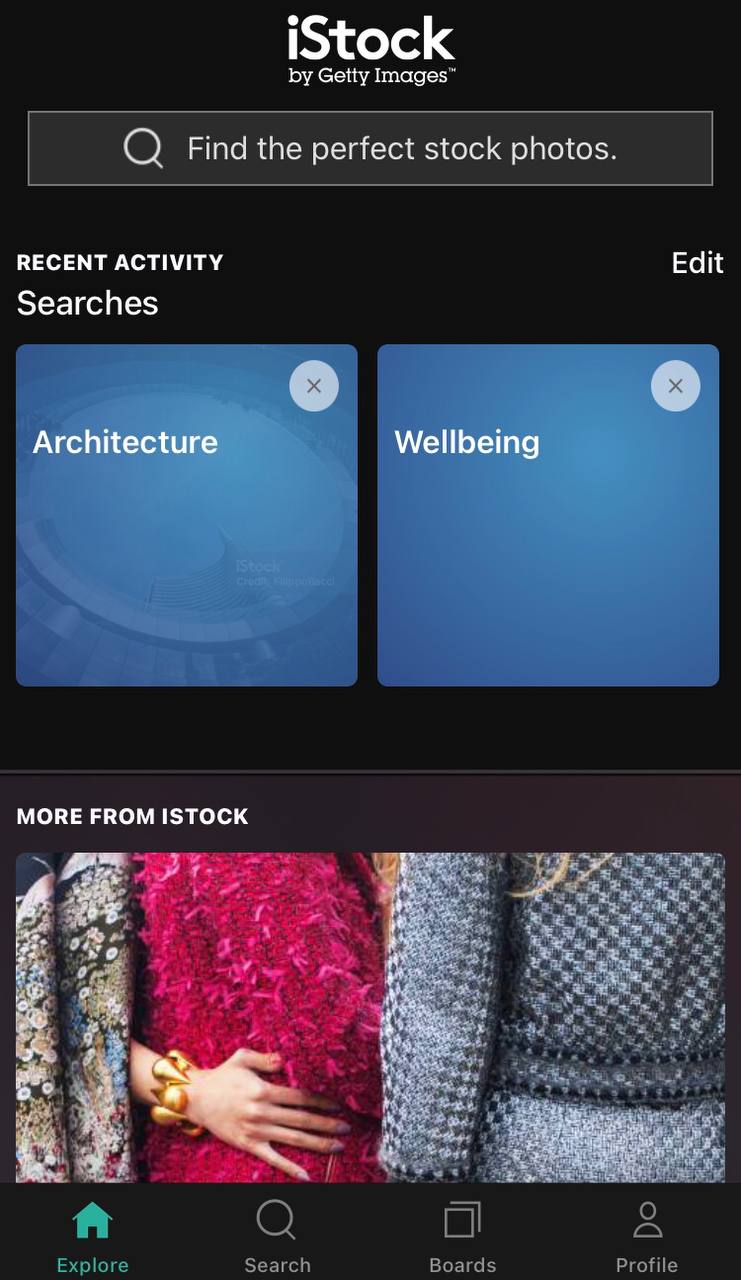 iStock
by Getty Images™
Find the perfect stock photos.
RECENT ACTIVITY
Edit
Searches
Architecture
Wellbeing
iStock
Credit: FilippoBacci
MORE FROM ISTOCK
Explore
Search
Boards
Profile